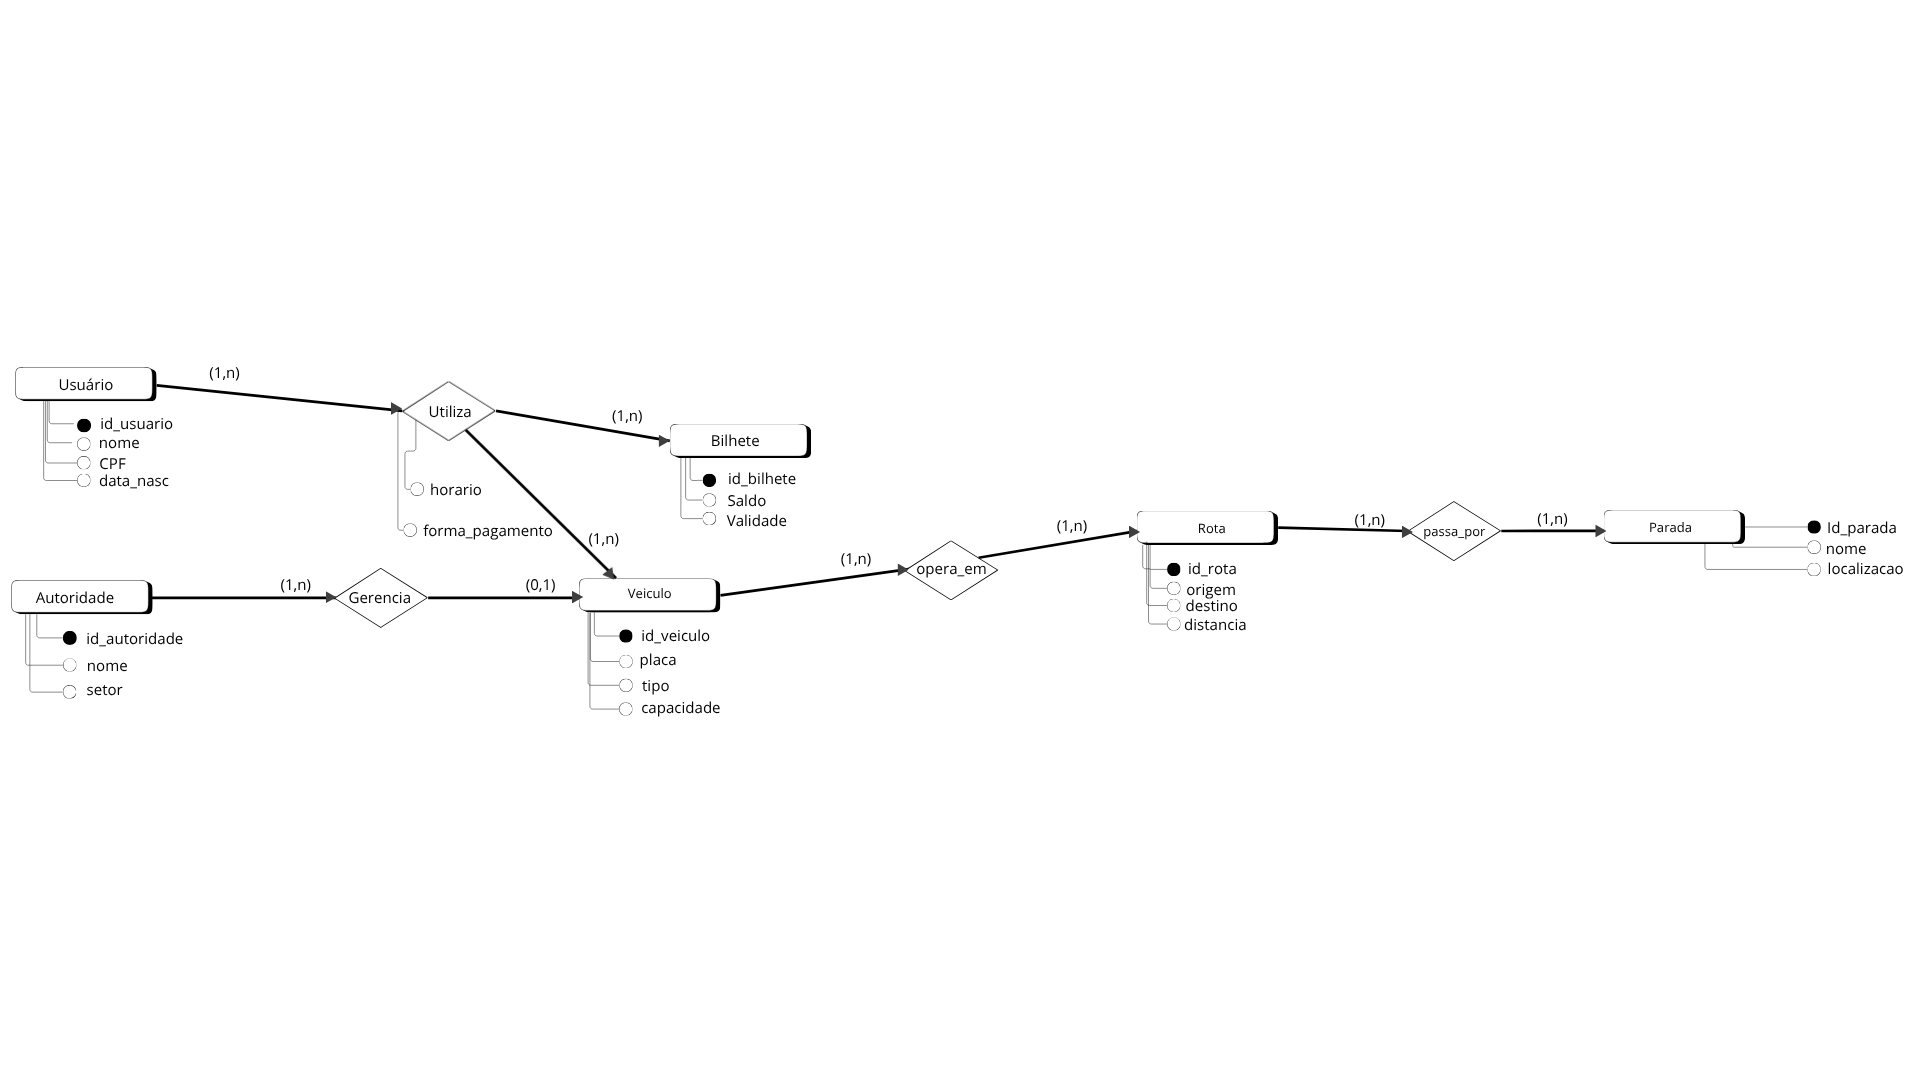 Usuário
id_usuario
nome
CPF
data_nasc
(1,n)
Utiliza
horario
forma_pagamento
(1,n)
Bilhete
id_bilhete
Saldo
Validade
(1,n)
Autoridade
id_autoridade
nome
setor
(1,n)
Gerencia
(0,1)
Veiculo
id_veiculo
placa
tipo
capacidade
(1,n)
opera_em
(1,n)
Rota
id_rota
origem
destino
distancia
(1,n)
passa_por
(1,n)
Parada
Id_parada
nome
localizacao